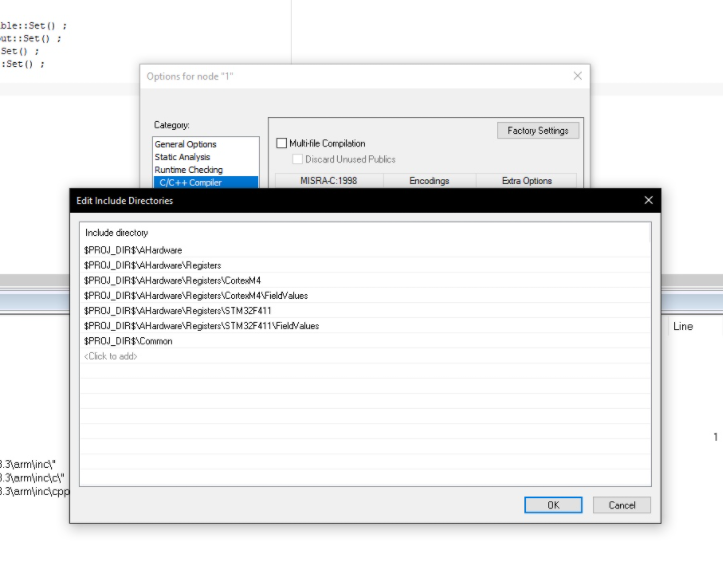 ble::Set() ;
out::Set() ;
Set() ;
::Set() ;
Options for node "1"
Category:
Factory Settings
General Options
Static Analysis
Runtime Checking
C/C++ Compiler
Multi-file Compilation
Discard Unused Publics
MISRA-C:1998 Encodings Extra Options
Edit Include Directories
Include directory
$PROJ_DIR$\AHardware
$PROJ_DIR$\AHardware\Registers
$PROJ_DIR$\AHardware\Registers\CortexM4
$PROJ_DIR$\AHardware\Registers\CortexM4\FieldValues
$PROJ_DIR$\AHardware\Registers\STM32F411
$PROJ_DIR$\AHardware\Registers\STM32F411\FieldValues
$PROJ_DIR$\Common
<Click to add>
Line
1
3.3\arm\inc\"
3.3\arm\inc\c\"
3.3\arm\inc\cpp
OK Cancel